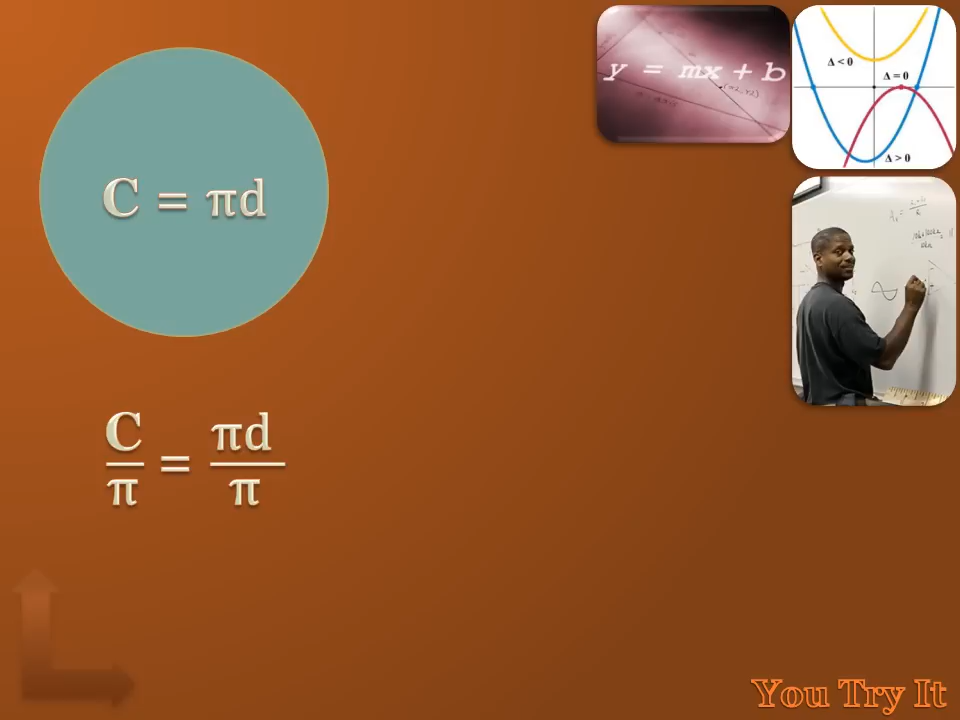 C = πd
C/π = πd/π
y = mx + b
Δ < 0
Δ = 0
Δ > 0
You Try It